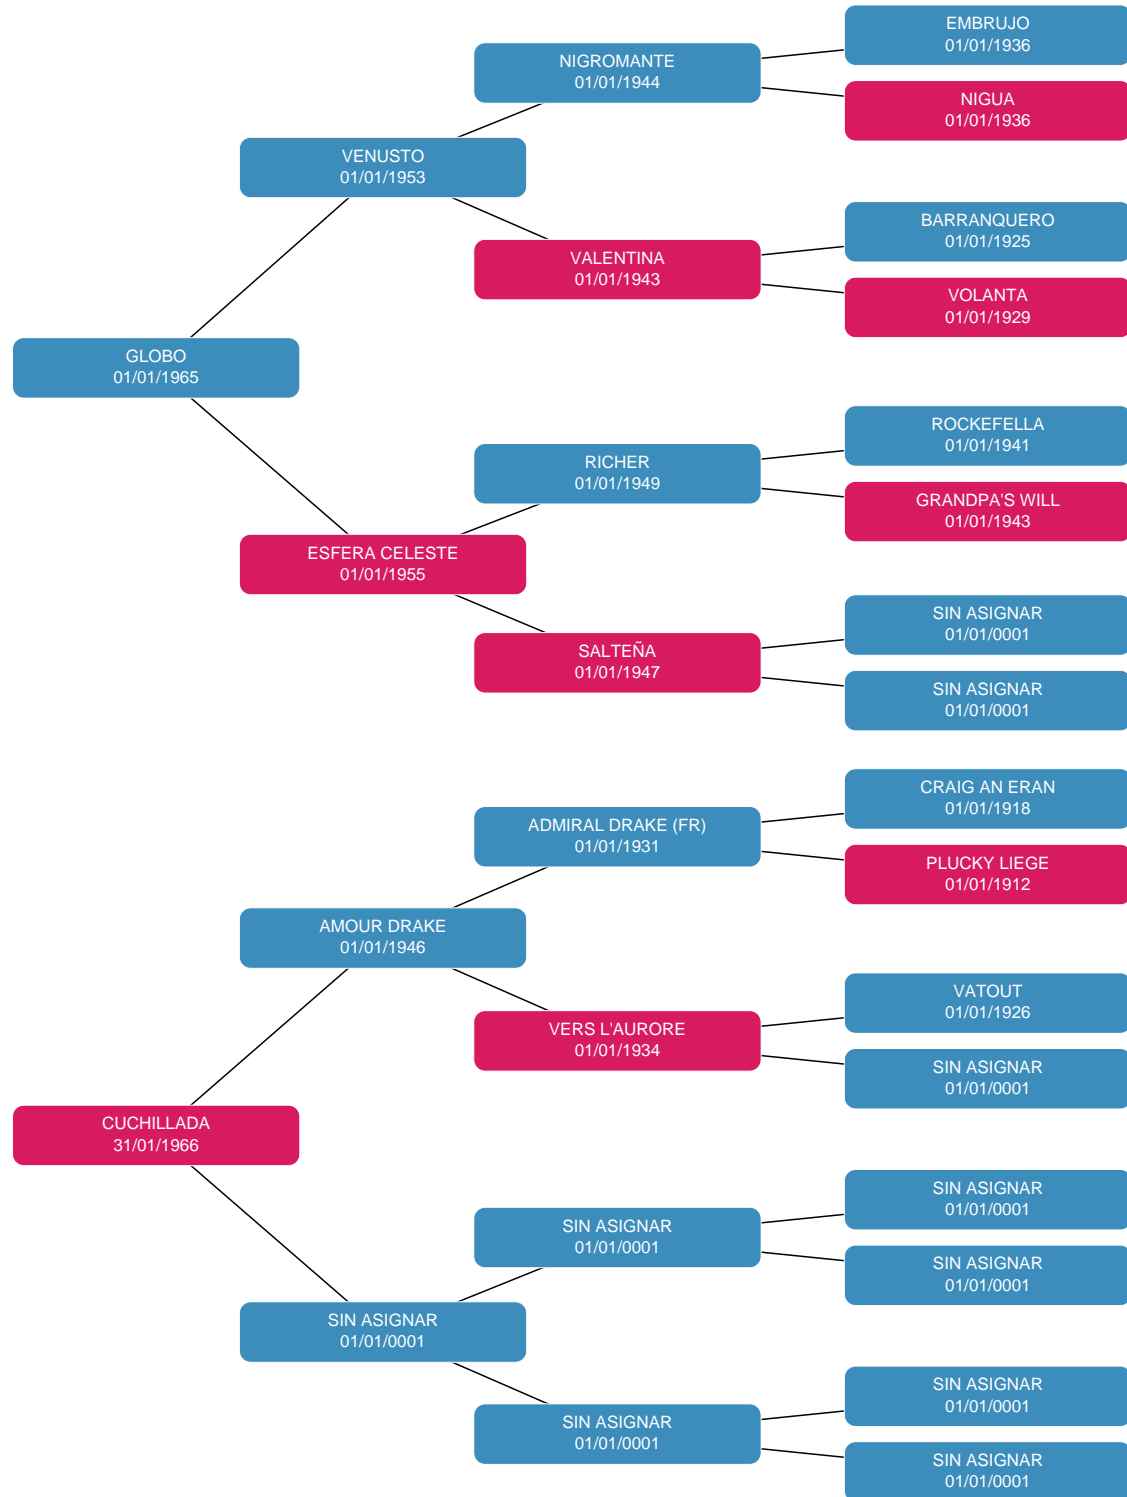 EMBRUJO
01/01/1936
NIGROMANTE
01/01/1944
NIGUA
01/01/1936
VENUSTO
01/01/1953
BARRANQUERO
01/01/1925
VALENTINA
01/01/1943
VOLANTA
01/01/1929
GLOBO
01/01/1965
ROCKEFELLA
01/01/1941
RICHER
01/01/1949
GRANDPA'S WILL
01/01/1943
ESFERA CELESTE
01/01/1955
SIN ASIGNAR
01/01/0001
SALTEÑA
01/01/1947
SIN ASIGNAR
01/01/0001
CRAIG AN ERAN
01/01/1918
ADMIRAL DRAKE (FR)
01/01/1931
PLUCKY LIEGE
01/01/1912
AMOUR DRAKE
01/01/1946
VATOUT
01/01/1926
VERS L'AURORE
01/01/1934
SIN ASIGNAR
01/01/0001
CUCHILLADA
31/01/1966
SIN ASIGNAR
01/01/0001
SIN ASIGNAR
01/01/0001
SIN ASIGNAR
01/01/0001
SIN ASIGNAR
01/01/0001
SIN ASIGNAR
01/01/0001
SIN ASIGNAR
01/01/0001
SIN ASIGNAR
01/01/0001